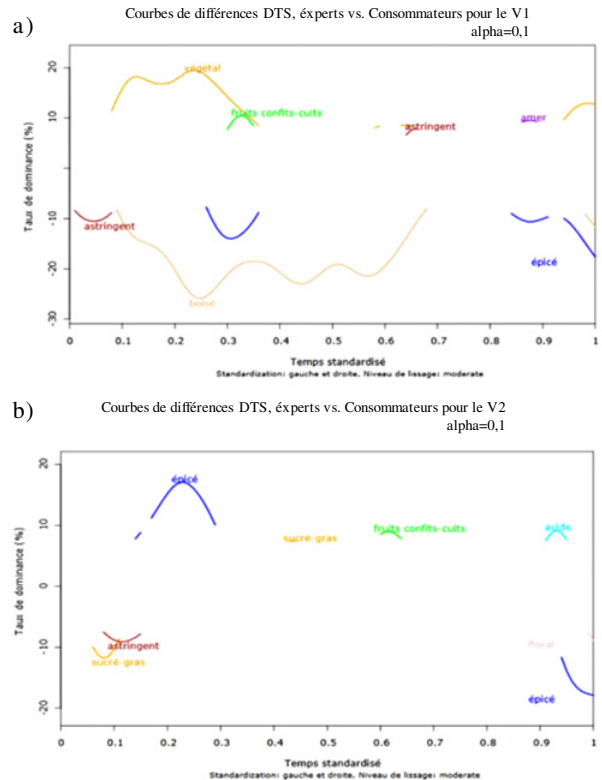 a)
Courbes de différences DTS, éxperts vs. Consommateurs pour le V1
alpha=0,1
Taux de dominance (%)
10
-10
-20
-30
végétal
fruits confits-cuits
astringent
amer
astringent
épicé
boisé
0 0.1 0.2 0.3 0.4 0.5 0.6 0.7 0.8 0.9 1
Temps standardisé
Standardization: gauche et droite, Niveau de lissage: moderate
b)
Courbes de différences DTS, éxperts vs. Consommateurs pour le V2
alpha=0,1
Taux de dominance (%)
20
10
0
-10
-20
épicé
sucré-gras
fruits confits-cuits
acide
astringent
floral
sucré-gras
épicé
0 0.1 0.2 0.3 0.4 0.5 0.6 0.7 0.8 0.9 1
Temps standardisé
Standardization: gauche et droite, Niveau de lissage: moderate